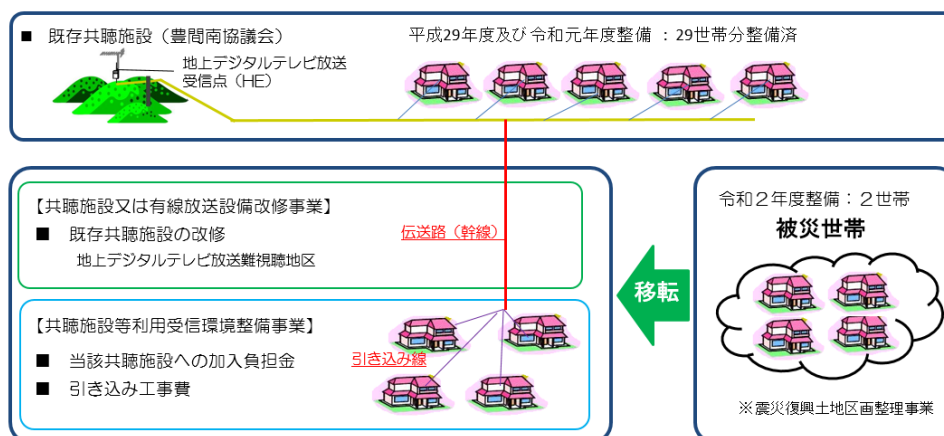 ■ 既存共聴施設(豊間南協議会)
地上デジタルテレビ放送
受信点(HE)
平成29年度及び令和元年度整備 : 29世帯分整備済
【共聴施設又は有線放送設備改修事業】
■ 既存共聴施設の改修
地上デジタルテレビ放送難視聴地区
伝送路(幹線)
【共聴施設等利用受信環境整備事業】
■ 当該共聴施設への加入負担金
■ 引き込み工事費
引き込み線
移転
令和2年度整備:2世帯
被災世帯
※震災復興土地区画整理事業